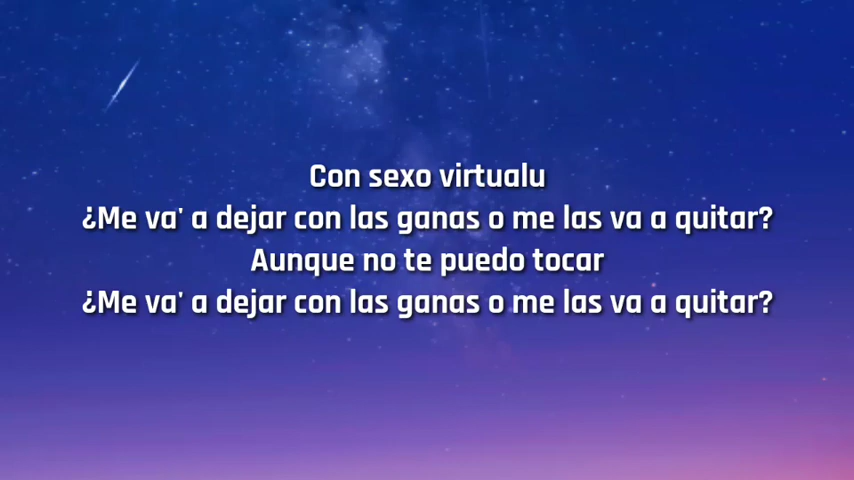 Con sexo virtualu
¿Me va' a dejar con las ganas o me las va a quitar?
Aunque no te puedo tocar
¿Me va' a dejar con las ganas o me las va a quitar?